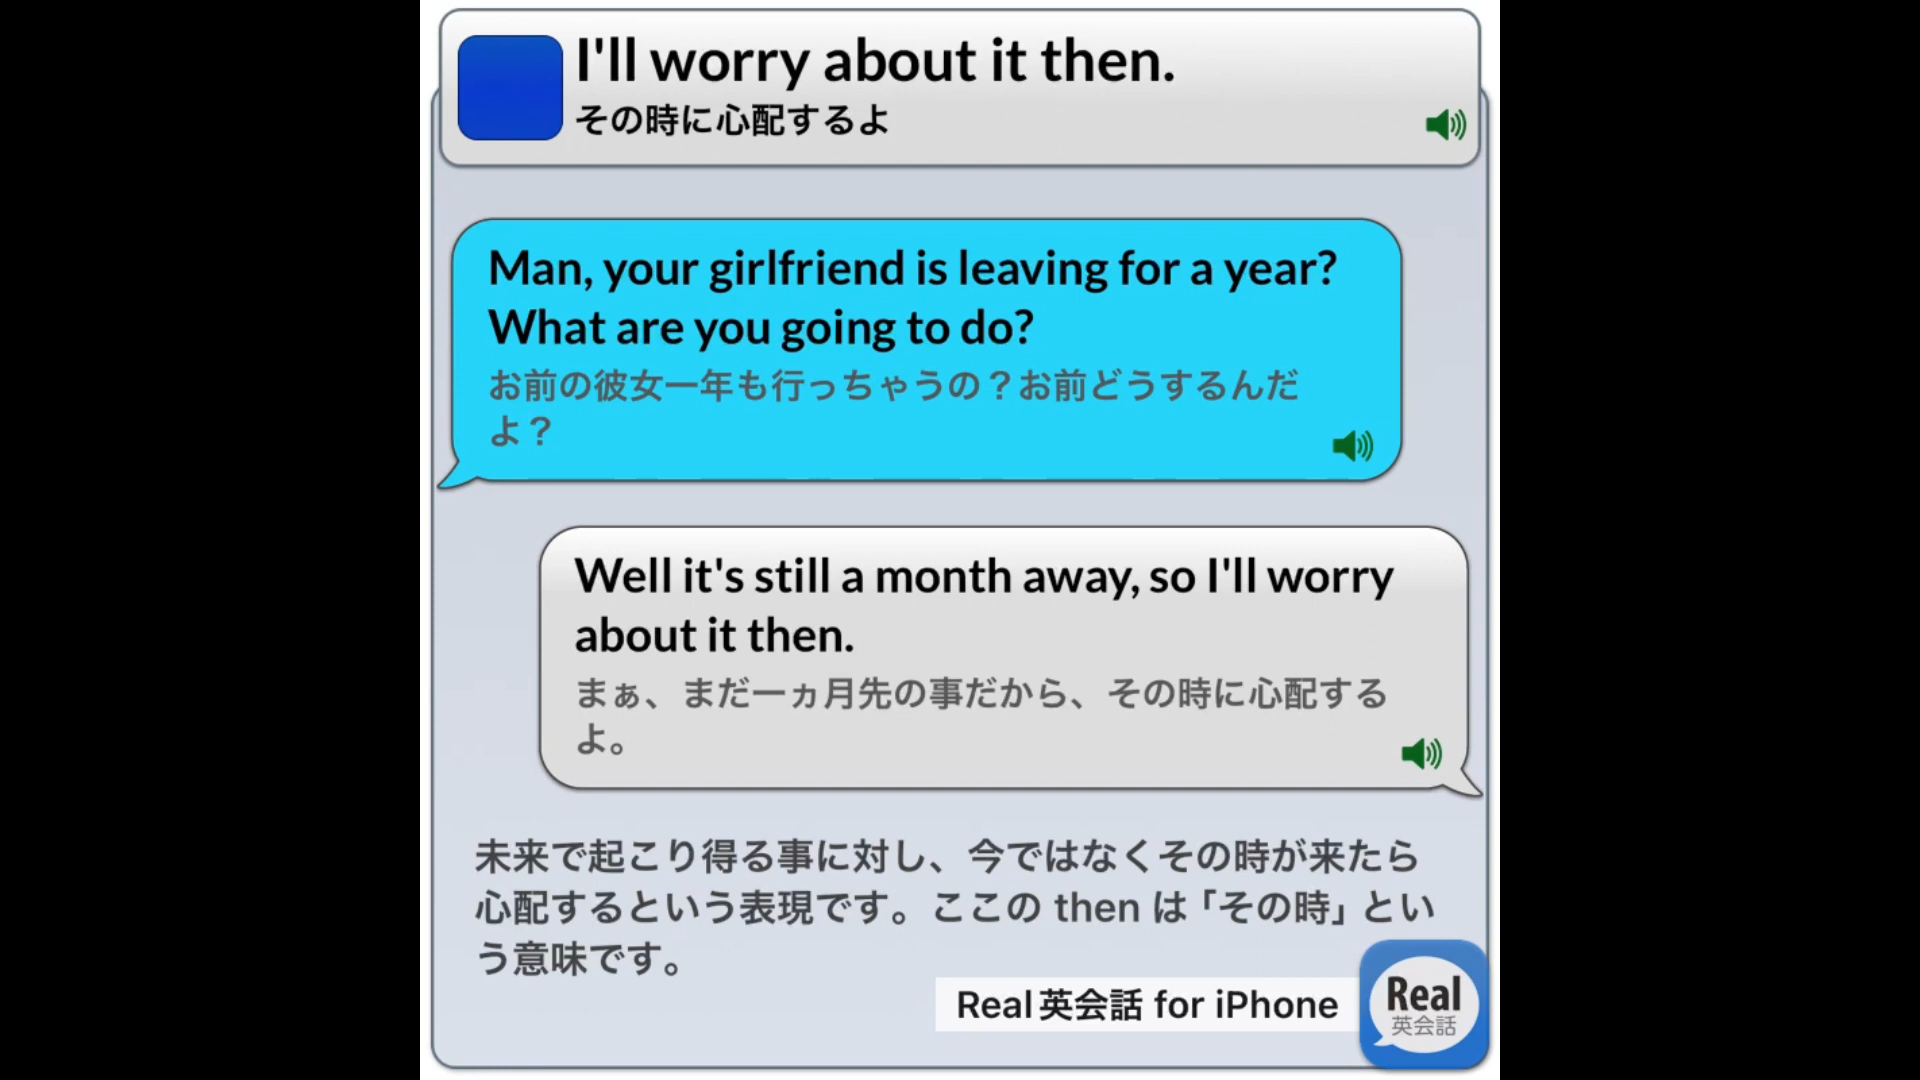 I'll worry about it then.
その時に心配するよ
Man, your girlfriend is leaving for a year?
What are you going to do?
お前の彼女一年も行っちゃうの？お前どうするんだ
よ？
Well it's still a month away, so I'll worry
about it then.
まぁ、まだ一ヵ月先の事だから、その時に心配する
よ。
未来で起こり得る事に対し、今ではなくその時が来たら
心配するという表現です。ここの then は「その時」とい
う意味です。
Real英会話 for iPhone
Real
英会話